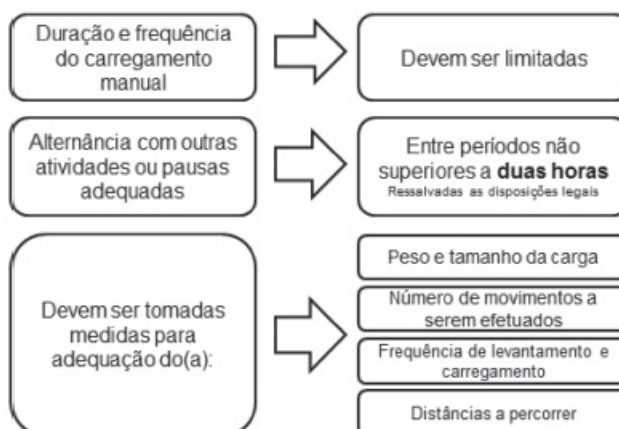 Duração e frequência
do carregamento
manual
Devem ser limitadas
Alternância com outras
atividades ou pausas
adequadas
Entre períodos não
superiores a duas horas
Ressalvadas as disposições legais
Devem ser tomadas
medidas para
adequação do(a):
Peso e tamanho da carga
Número de movimentos a
serem efetuados
Frequência de levantamento e
carregamento
Distâncias a percorrer